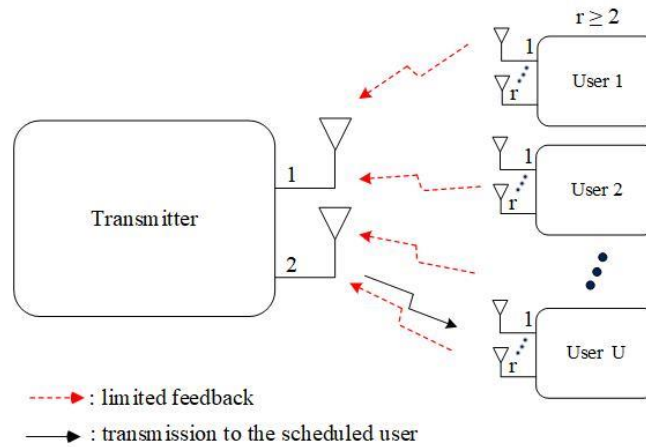 r ≥ 2
1
r
User 1
1
Transmitter
2
1
r
User 2
1
r
User U
: limited feedback
: transmission to the scheduled user